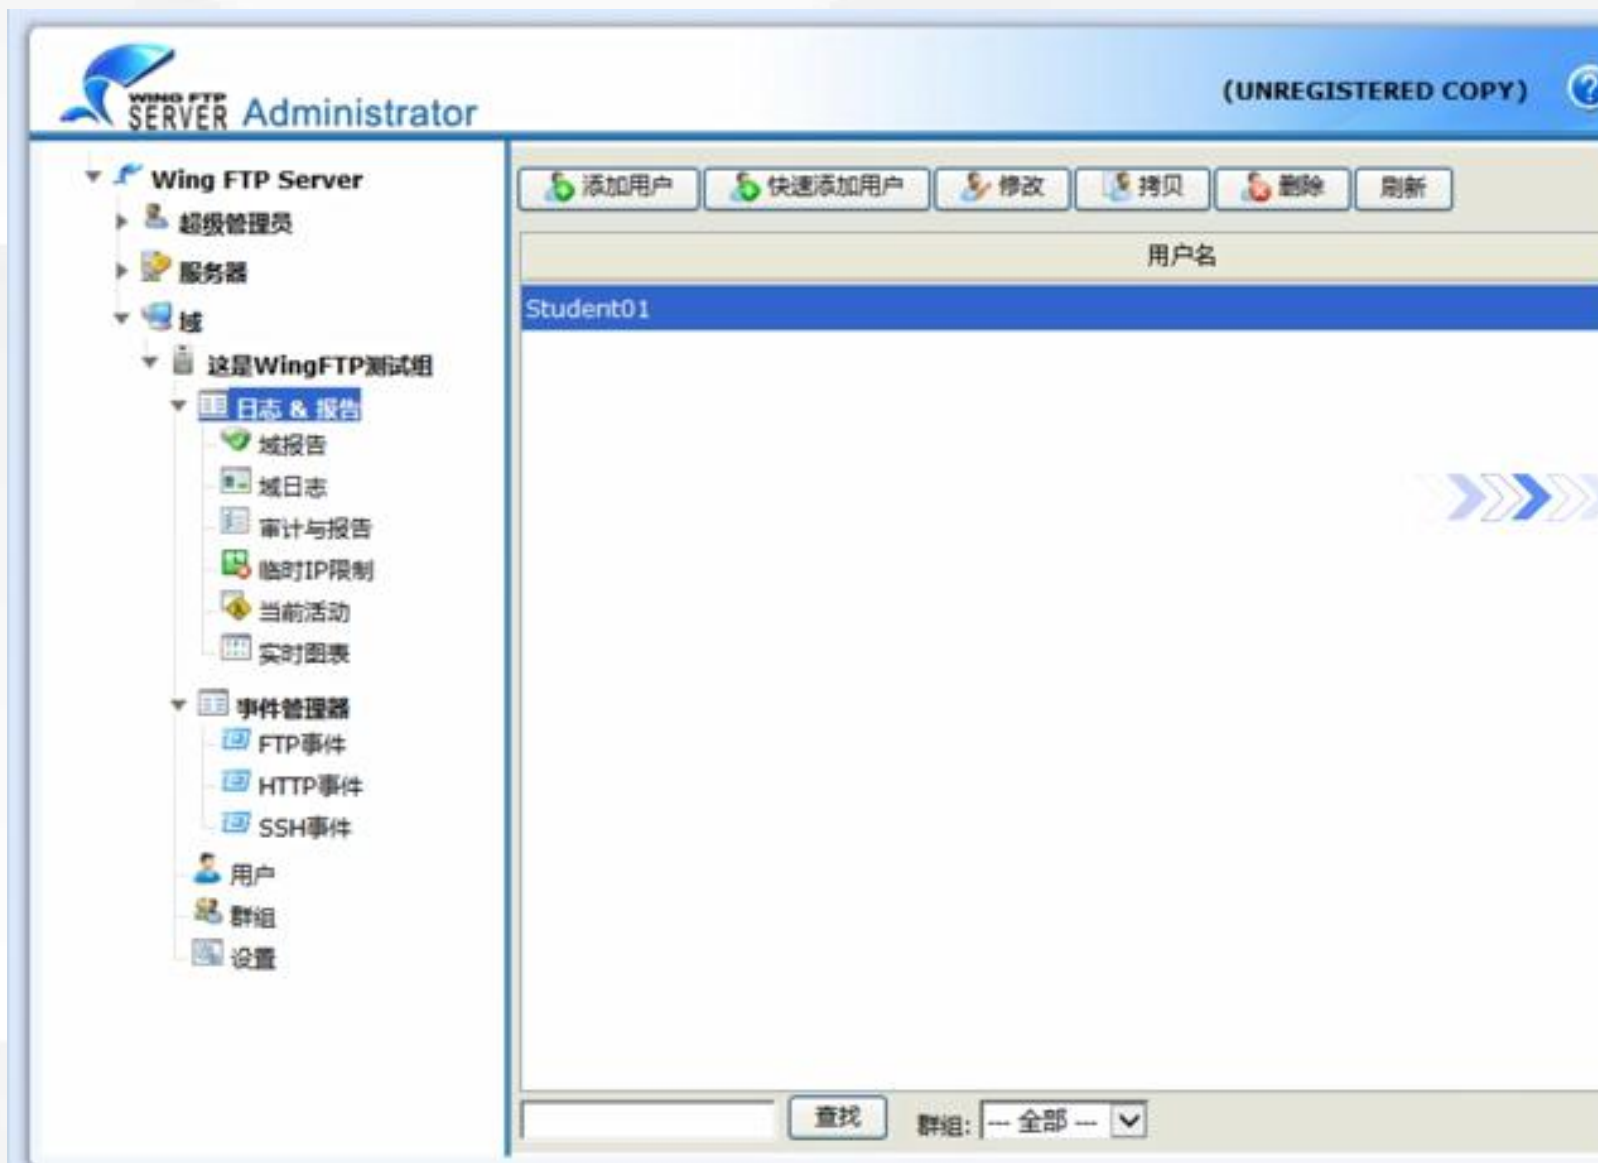 WING FTP
SERVER Administrator
(UNREGISTERED COPY)
?
Wing FTP Server
超级管理员
服务器
域
这是WingFTP测试组
日志 & 报告
域报告
域日志
审计与报告
临时IP限制
当前活动
实时图表
事件管理器
FTP事件
HTTP事件
SSH事件
用户
群组
设置
添加用户 快速添加用户 修改 拷贝 删除 刷新
用户名
Student01
查找 群组: --- 全部 ---